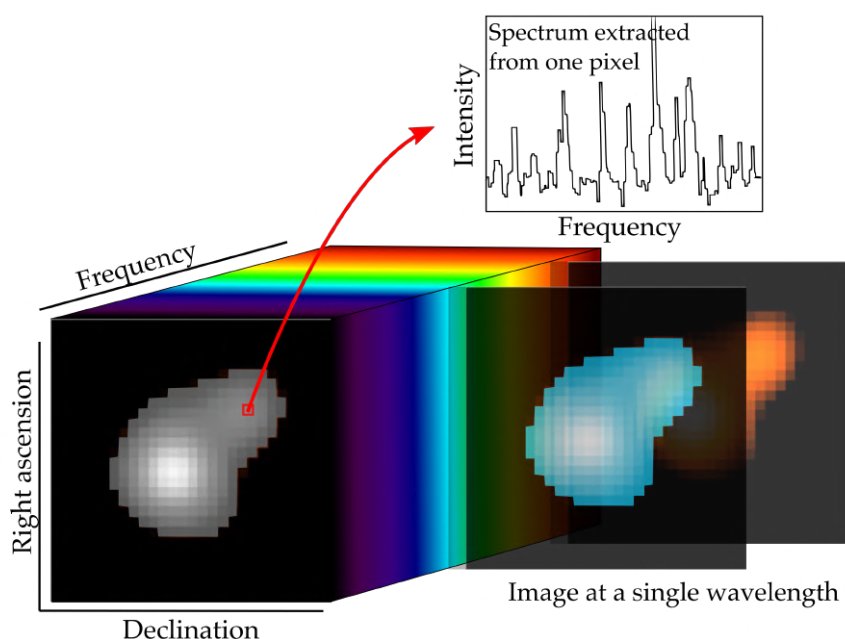 Spectrum extracted
from one pixel
Intensity
Frequency
Frequency
Right ascension
Declination
Image at a single wavelength